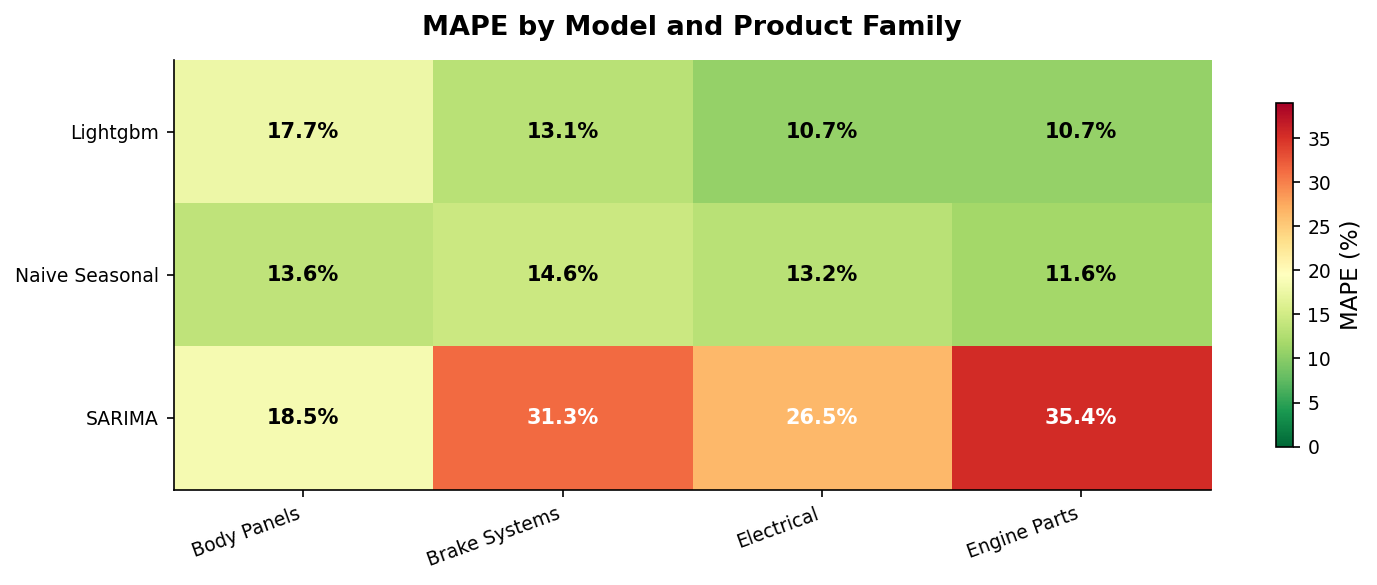 MAPE by Model and Product Family
Lightgbm 17.7% 13.1% 10.7% 10.7%
Naive Seasonal 13.6% 14.6% 13.2% 11.6%
SARIMA 18.5% 31.3% 26.5% 35.4%
Body Panels Brake Systems Electrical Engine Parts
35
30
25
20
15
10
5
0
MAPE (%)